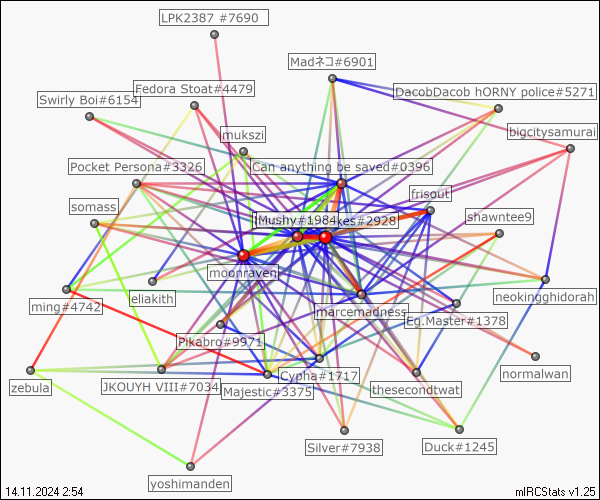 LPK2387 #7690
Madネコ#6901
Fedora Stoat#4479
DacobDacob hORNY police#5271
Swirly Boi#6154
mukszi
bigcitysamurai
Pocket Persona#3326
Can anything be saved#0396
frisout
somass
Mushy#1984
kes#2928
shawntee9
moonraven
eliakith
neokingghidorah
ming#4742
marcemadness
Eg.Master#1378
Pikabro#9971
zebula
JKOUYH VIII#7034
Cypha#1717
Majestic#3375
thesecondtwat
normalwan
Silver#7938
Duck#1245
yoshimanden
14.11.2024 2:54
mIRCStats v1.25